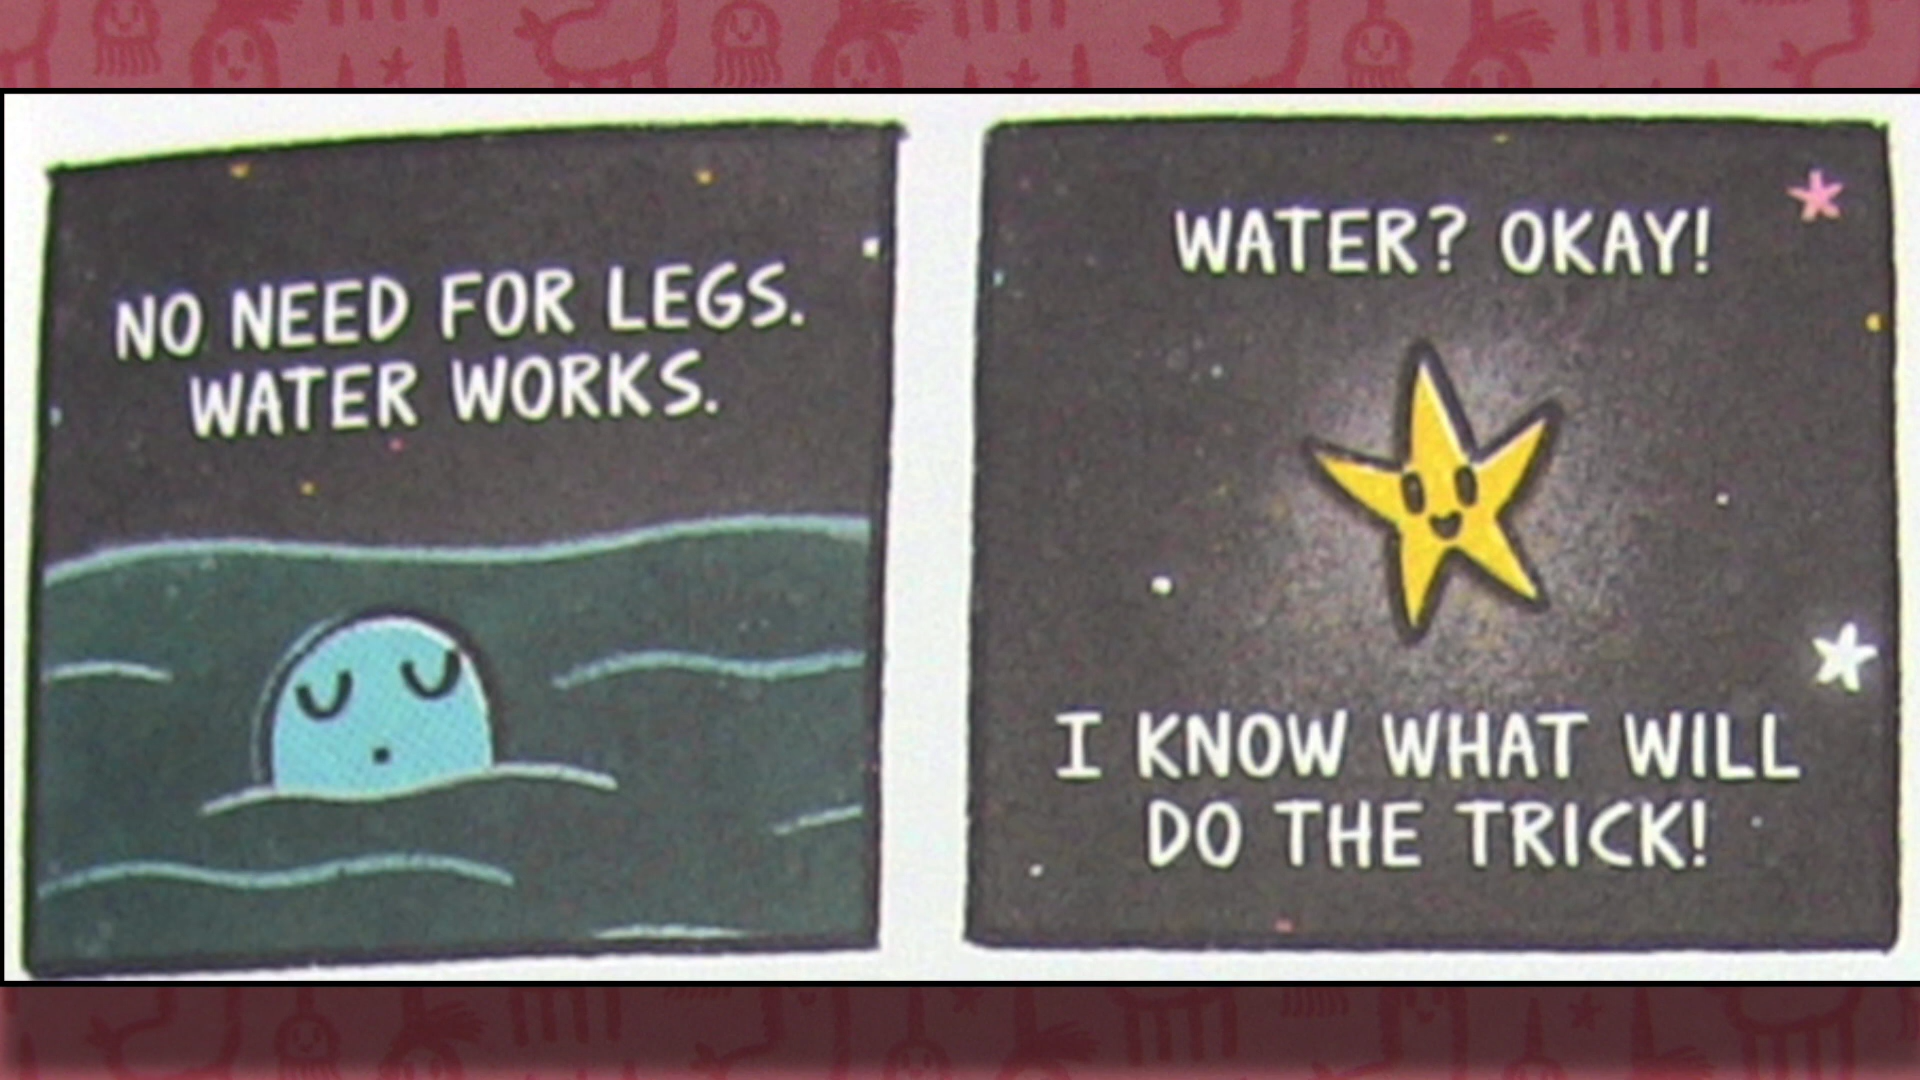 NO NEED FOR LEGS.
WATER WORKS.
WATER? OKAY!
I KNOW WHAT WILL
DO THE TRICK!